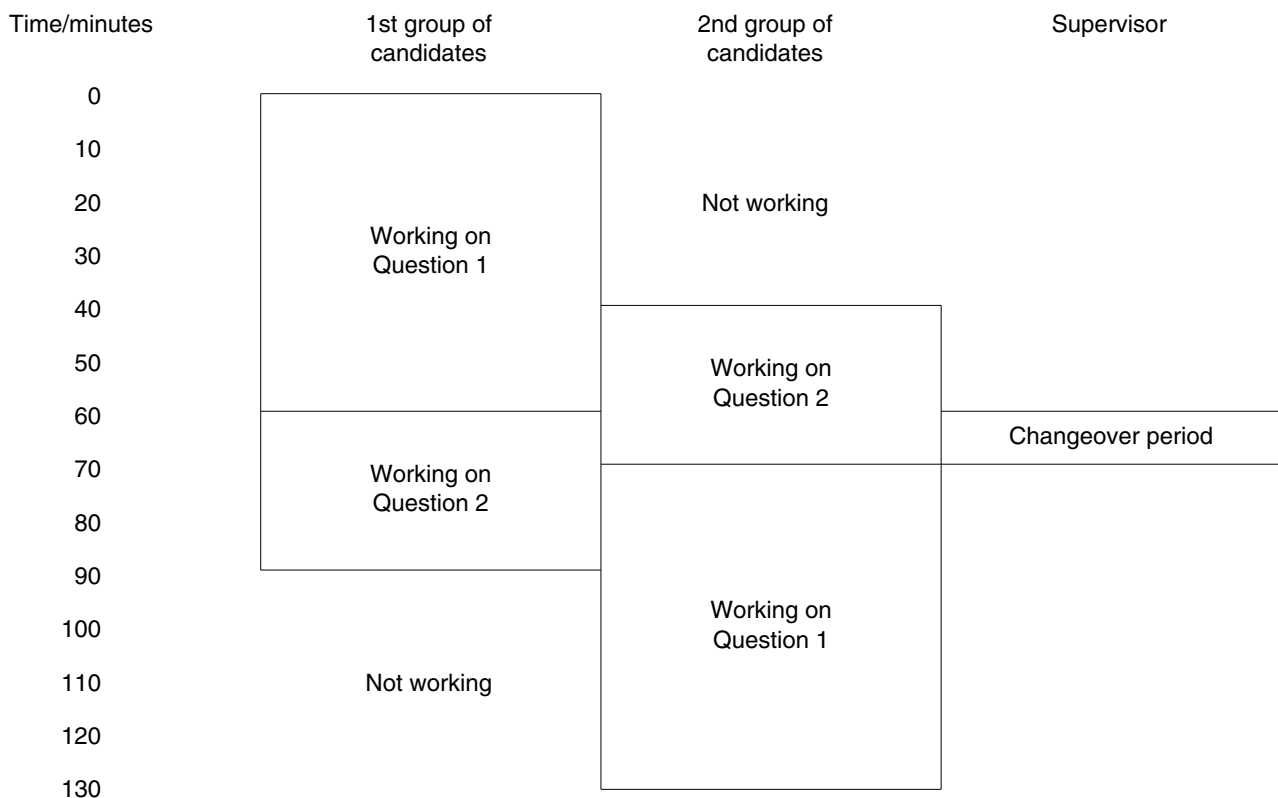 Time/minutes
1st group of
candidates
2nd group of
candidates
Supervisor
0
10
20
30
40
50
60
70
80
90
100
110
120
130
Working on
Question 1
Not working
Working on
Question 2
Changeover period
Working on
Question 2
Working on
Question 1
Not working